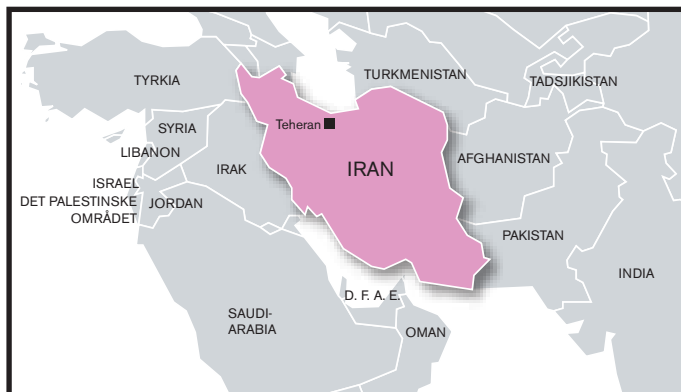 TYRKIA
TURKMENISTAN
TADSJIKISTAN
Teheran
SYRIA
LIBANON
IRAK
IRAN
AFGHANISTAN
ISRAEL
DET PALESTINSKE
OMRÅDET
JORDAN
PAKISTAN
INDIA
D. F. A. E.
SAUDI-
ARABIA
OMAN